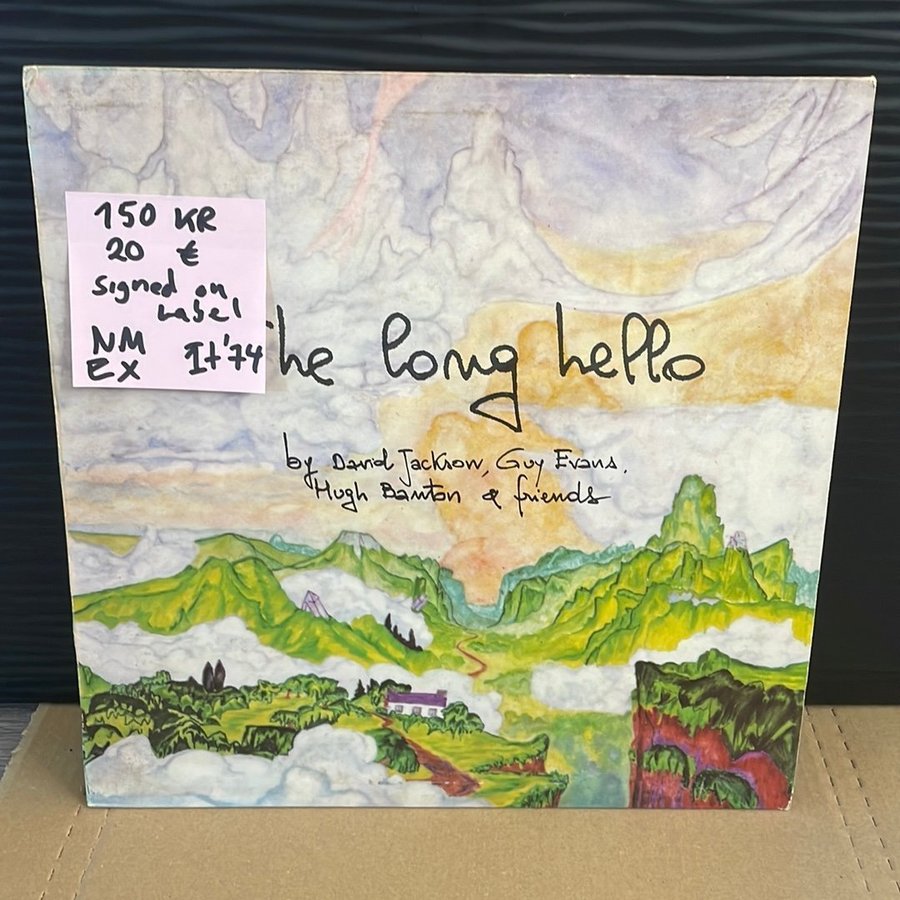 150 KR
20 €
signed on
Label
NM It'74
EX
the long hello
by David Jackson, Guy Evans,
Hugh Banton & friends